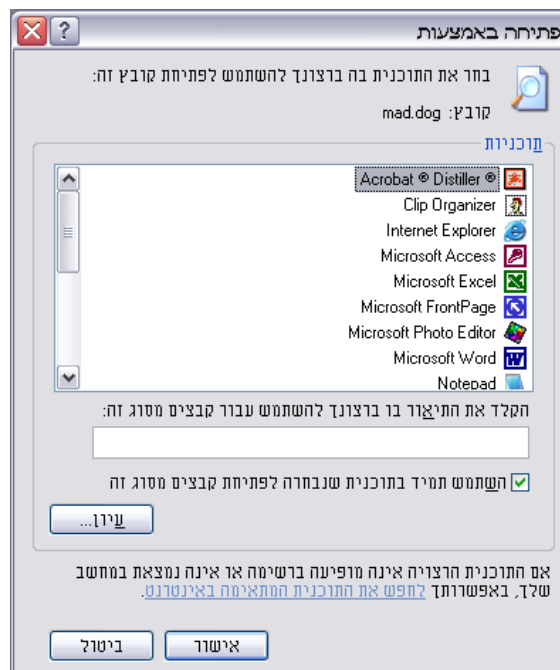 פתיחה באמצעות
?
בחר את התוכנית בה ברצונך להשתמש לפתיחת קובץ זה:
קובץ: mad.dog
תוכניות
Acrobat ® Distiller ®
Clip Organizer
Internet Explorer
Microsoft Access
Microsoft Excel
Microsoft FrontPage
Microsoft Photo Editor
Microsoft Word
Notepad
הקלד את התיאור בו ברצונך להשתמש עבור קבצים מסוג זה:
השתמש תמיד בתוכנית שנבחרה לפתיחת קבצים מסוג זה
עיון...
אם התוכנית הרצויה אינה מופיעה ברשימה או אינה נמצאת במחשב
שלך, באפשרותך לחפש את התוכנית המתאימה באינטרנט.
אישור ביטול